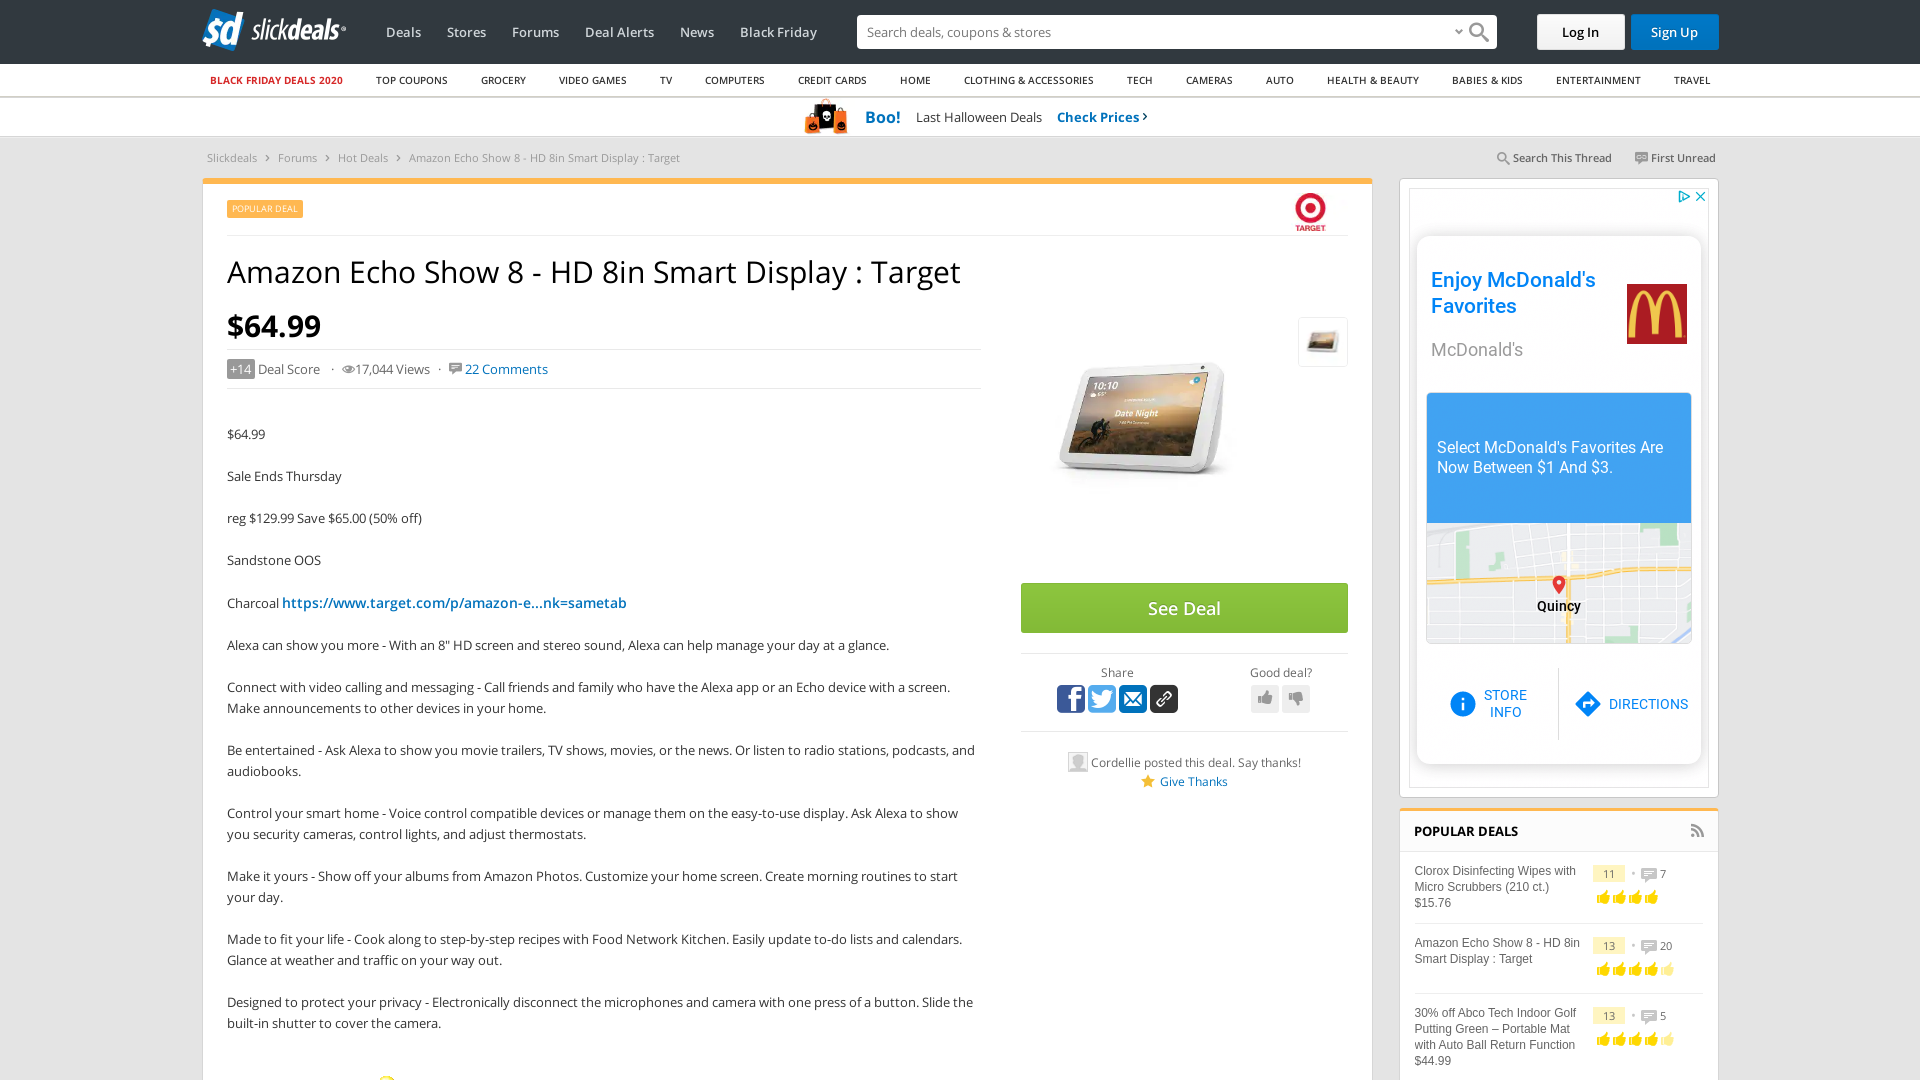 slickdeals
Deals
Stores
Forums
Deal Alerts
News
Black Friday
Search deals, coupons & stores
Log In
Sign Up
BLACK FRIDAY DEALS 2020
TOP COUPONS
GROCERY
VIDEO GAMES
TV
COMPUTERS
CREDIT CARDS
HOME
CLOTHING & ACCESSORIES
TECH
CAMERAS
AUTO
HEALTH & BEAUTY
BABIES & KIDS
ENTERTAINMENT
TRAVEL
Boo! Last Halloween Deals Check Prices
Slickdeals > Forums > Hot Deals > Amazon Echo Show 8 - HD 8in Smart Display : Target
Search This Thread
First Unread
POPULAR DEAL
TARGET
Amazon Echo Show 8 - HD 8in Smart Display : Target
$64.99
+14 Deal Score · 17,044 Views · 22 Comments
$64.99
Sale Ends Thursday
reg $129.99 Save $65.00 (50% off)
Sandstone OOS
Charcoal https://www.target.com/p/amazon-e...nk=sametab
Alexa can show you more - With an 8" HD screen and stereo sound, Alexa can help manage your day at a glance.
Connect with video calling and messaging - Call friends and family who have the Alexa app or an Echo device with a screen.
Make announcements to other devices in your home.
Be entertained - Ask Alexa to show you movie trailers, TV shows, movies, or the news. Or listen to radio stations, podcasts, and
audiobooks.
Control your smart home - Voice control compatible devices or manage them on the easy-to-use display. Ask Alexa to show
you security cameras, control lights, and adjust thermostats.
Make it yours - Show off your albums from Amazon Photos. Customize your home screen. Create morning routines to start
your day.
Made to fit your life - Cook along to step-by-step recipes with Food Network Kitchen. Easily update to-do lists and calendars.
Glance at weather and traffic on your way out.
Designed to protect your privacy - Electronically disconnect the microphones and camera with one press of a button. Slide the
built-in shutter to cover the camera.
10:10
Date Night
See Deal
Share
Good deal?
Cordellie posted this deal. Say thanks!
Give Thanks
Enjoy McDonald's
Favorites
McDonald's
Select McDonald's Favorites Are
Now Between $1 And $3.
Quincy
STORE
INFO
DIRECTIONS
POPULAR DEALS
Clorox Disinfecting Wipes with
Micro Scrubbers (210 ct.)
$15.76
11 • 7
Amazon Echo Show 8 - HD 8in
Smart Display : Target
13 • 20
30% off Abco Tech Indoor Golf
Putting Green – Portable Mat
with Auto Ball Return Function
$44.99
13 • 5